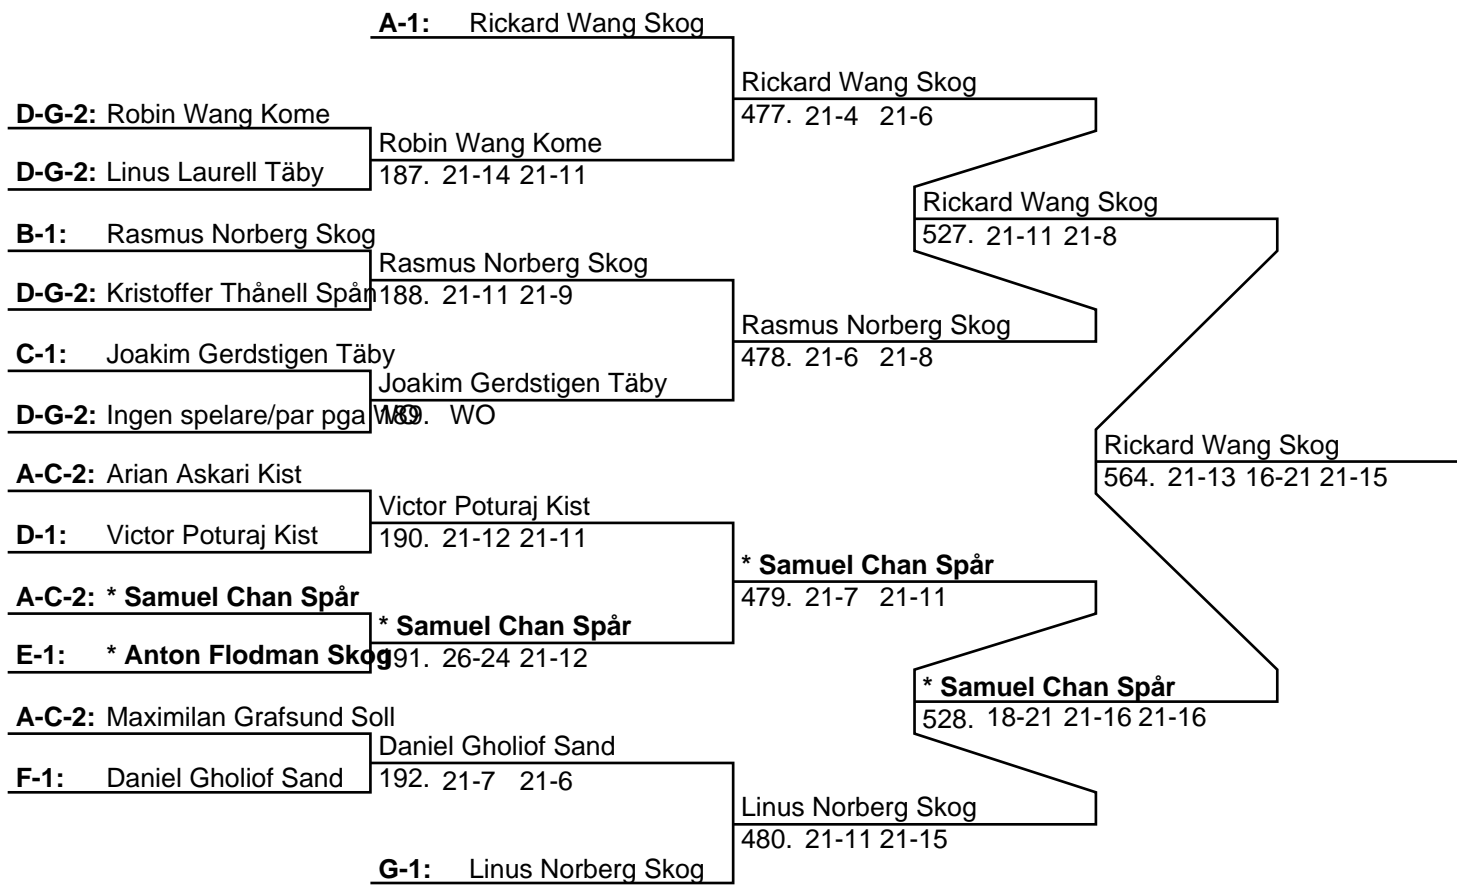 A-1: Rickard Wang Skog
Rickard Wang Skog
477. 21-4 21-6
D-G-2: Robin Wang Kome
Robin Wang Kome
187. 21-14 21-11
D-G-2: Linus Laurell Täby
Rickard Wang Skog
527. 21-11 21-8
B-1: Rasmus Norberg Skog
Rasmus Norberg Skog
188. 21-11 21-9
D-G-2: Kristoffer Thånell Spån
Rasmus Norberg Skog
478. 21-6 21-8
C-1: Joakim Gerdstigen Täby
Joakim Gerdstigen Täby
189. WO
D-G-2: Ingen spelare/par pga WO
Rickard Wang Skog
564. 21-13 16-21 21-15
A-C-2: Arian Askari Kist
Victor Poturaj Kist
190. 21-12 21-11
D-1: Victor Poturaj Kist
* Samuel Chan Spår
479. 21-7 21-11
A-C-2: * Samuel Chan Spår
* Samuel Chan Spår
191. 26-24 21-12
E-1: * Anton Flodman Skog
* Samuel Chan Spår
528. 18-21 21-16 21-16
A-C-2: Maximilan Grafsund Soll
Daniel Gholiof Sand
192. 21-7 21-6
F-1: Daniel Gholiof Sand
Linus Norberg Skog
480. 21-11 21-15
G-1: Linus Norberg Skog